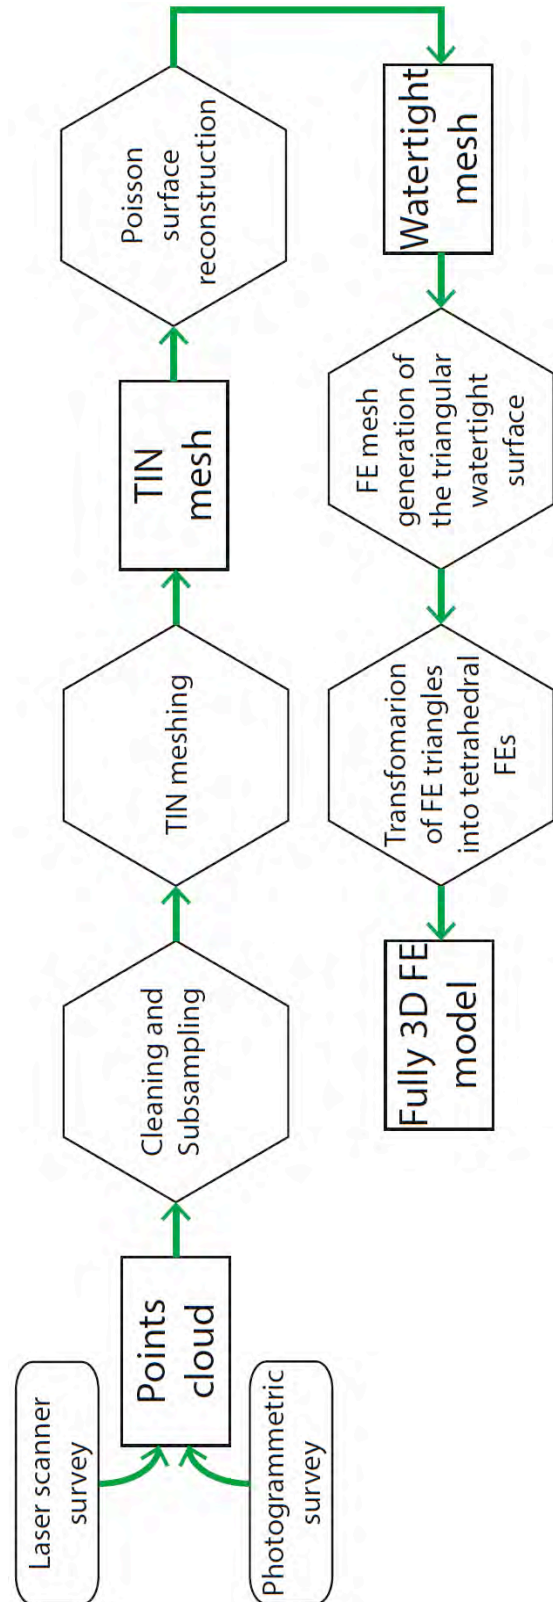 Laser scanner
survey
Photogrammetric
survey
Points
cloud
Cleaning and
Subsampling
TIN meshing
TIN
mesh
Poisson
surface
reconstruction
Watertight
mesh
FE mesh
generation of
the triangular
watertight
surface
Transfomarion
of FE triangles
into tetrahedral
FEs
Fully 3D FE
model